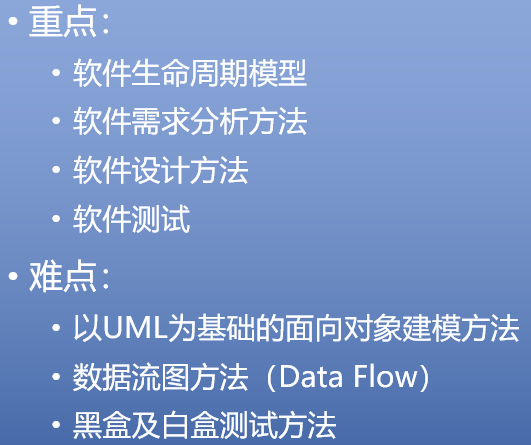 • 重点：
• 软件生命周期模型
• 软件需求分析方法
• 软件设计方法
• 软件测试
• 难点：
• 以UML为基础的面向对象建模方法
• 数据流图方法（Data Flow）
• 黑盒及白盒测试方法